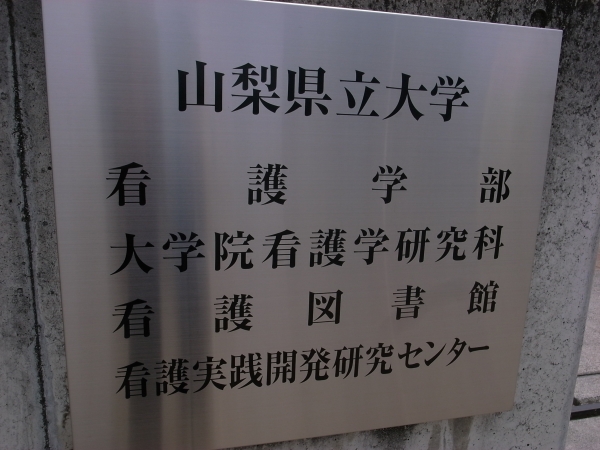 山梨県立大学
看護学部
大学院看護学研究科
看護図書館
看護実践開発研究センター